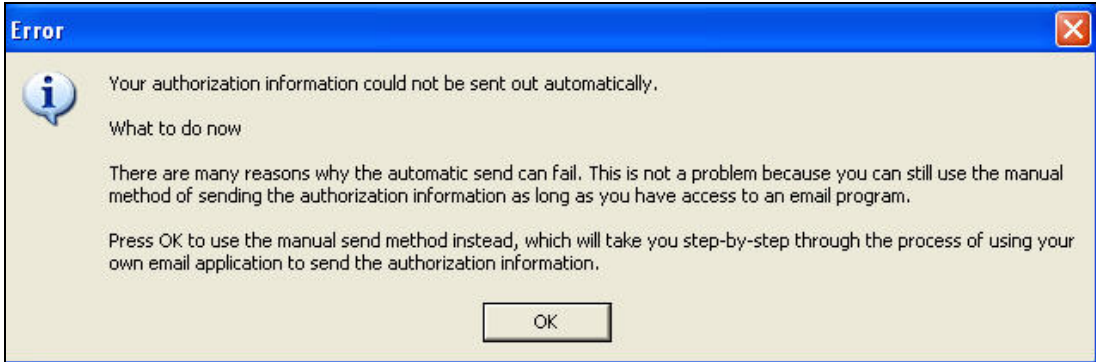 Error
Your authorization information could not be sent out automatically.
What to do now
There are many reasons why the automatic send can fail. This is not a problem because you can still use the manual
method of sending the authorization information as long as you have access to an email program.
Press OK to use the manual send method instead, which will take you step-by-step through the process of using your
own email application to send the authorization information.
OK